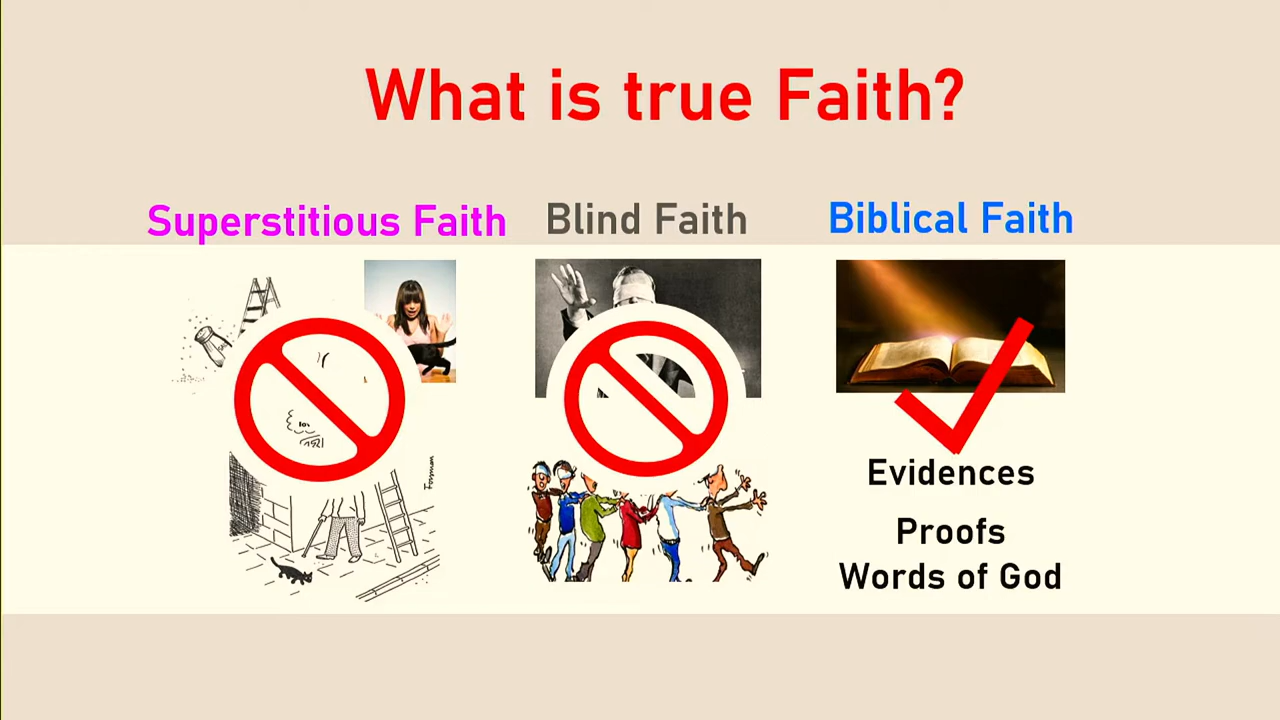 What is true Faith?
Superstitious Faith
Blind Faith
Biblical Faith
Evidences
Proofs
Words of God